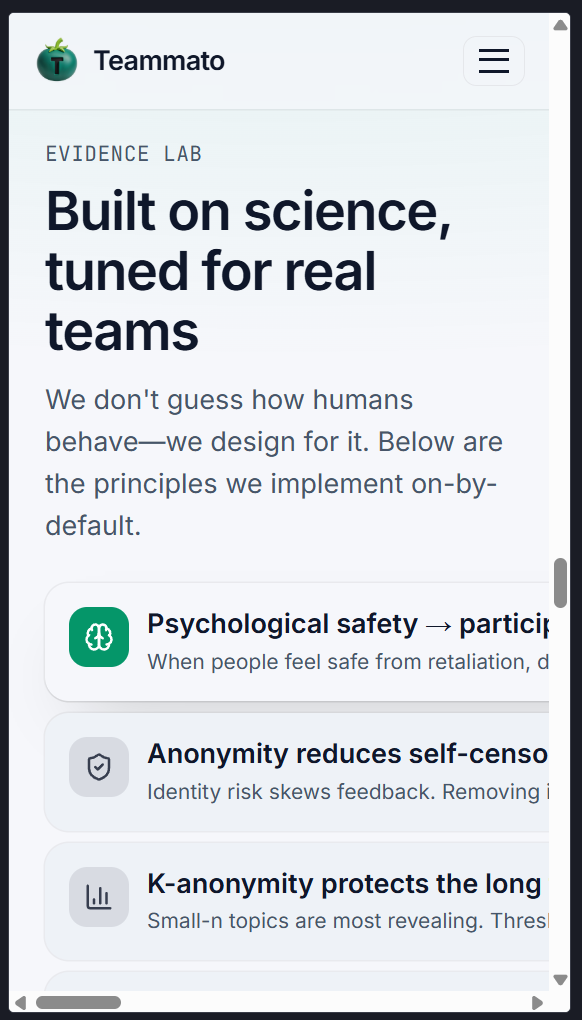 T
Teammato
EVIDENCE LAB
Built on science,
tuned for real
teams
We don't guess how humans
behave—we design for it. Below are
the principles we implement on-by-
default.
Psychological safety → particip
When people feel safe from retaliation, d
Anonymity reduces self-censo
Identity risk skews feedback. Removing i
K-anonymity protects the long
Small-n topics are most revealing. Thresh